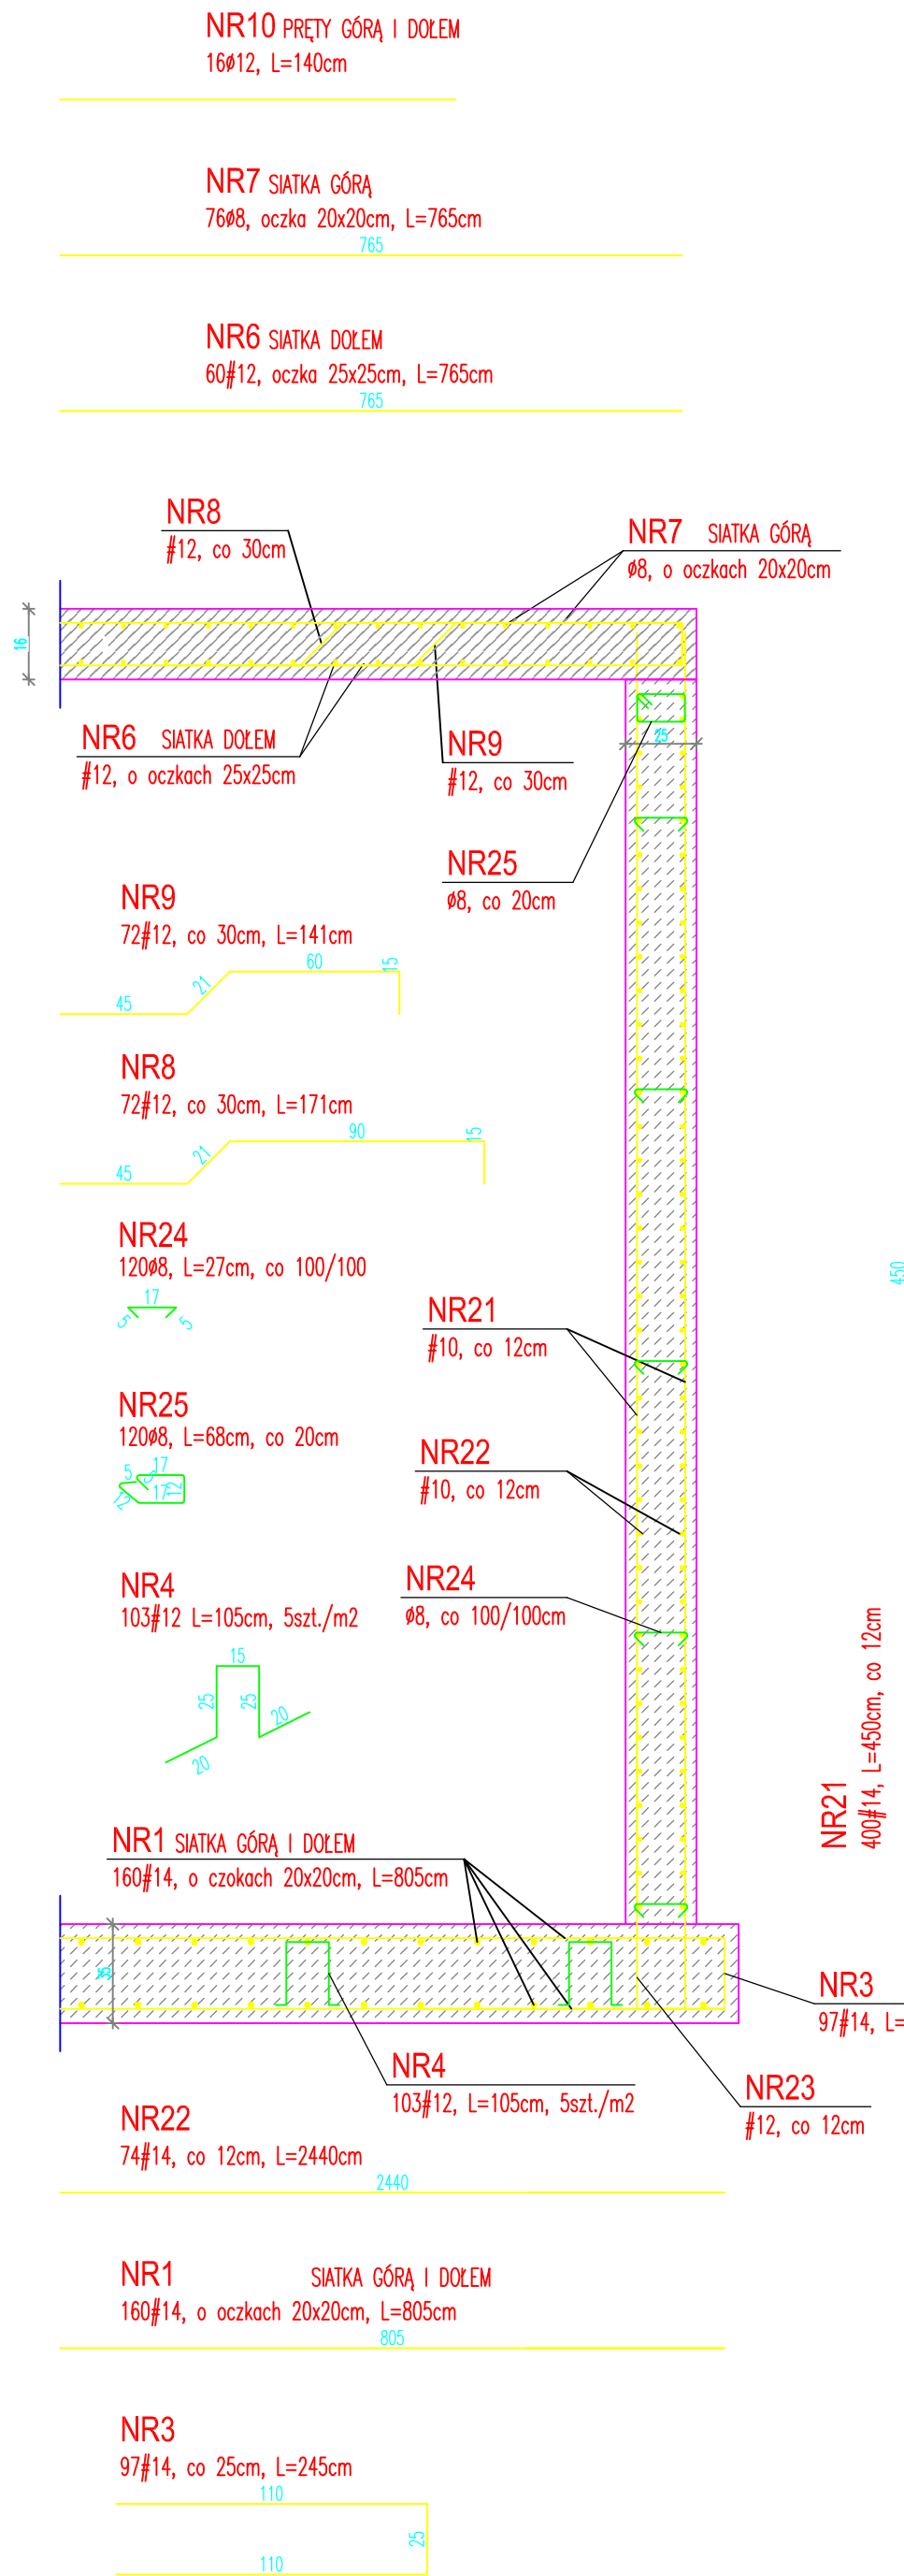 NR10 PRĘTY GÓRĄ I DOŁEM
16ø12, L=140cm
NR7 SIATKA GÓRĄ
76ø8, oczka 20x20cm, L=765cm
765
NR6 SIATKA DOŁEM
60#12, oczka 25x25cm, L=765cm
765
NR8
#12, co 30cm
NR7 SIATKA GÓRĄ
ø8, o oczkach 20x20cm
16
NR6 SIATKA DOŁEM
#12, o oczkach 25x25cm
NR9
#12, co 30cm
25
NR25
ø8, co 20cm
NR9
72#12, co 30cm, L=141cm
45
21
60
15
NR8
72#12, co 30cm, L=171cm
45
21
90
15
NR24
120ø8, L=27cm, co 100/100
17
5
5
450
NR21
#10, co 12cm
NR25
120ø8, L=68cm, co 20cm
5
17
5
12
17
12
NR22
#10, co 12cm
NR4
103#12 L=105cm, 5szt./m2
15
25
25
20
20
NR24
ø8, co 100/100cm
NR21
400#14, L=450cm, co 12cm
NR1 SIATKA GÓRĄ I DOŁEM
160#14, o czokach 20x20cm, L=805cm
35
NR3
97#14, L=
NR4
103#12, L=105cm, 5szt./m2
NR23
#12, co 12cm
NR22
74#14, co 12cm, L=2440cm
2440
NR1 SIATKA GÓRĄ I DOŁEM
160#14, o oczkach 20x20cm, L=805cm
805
NR3
97#14, co 25cm, L=245cm
110
25
110